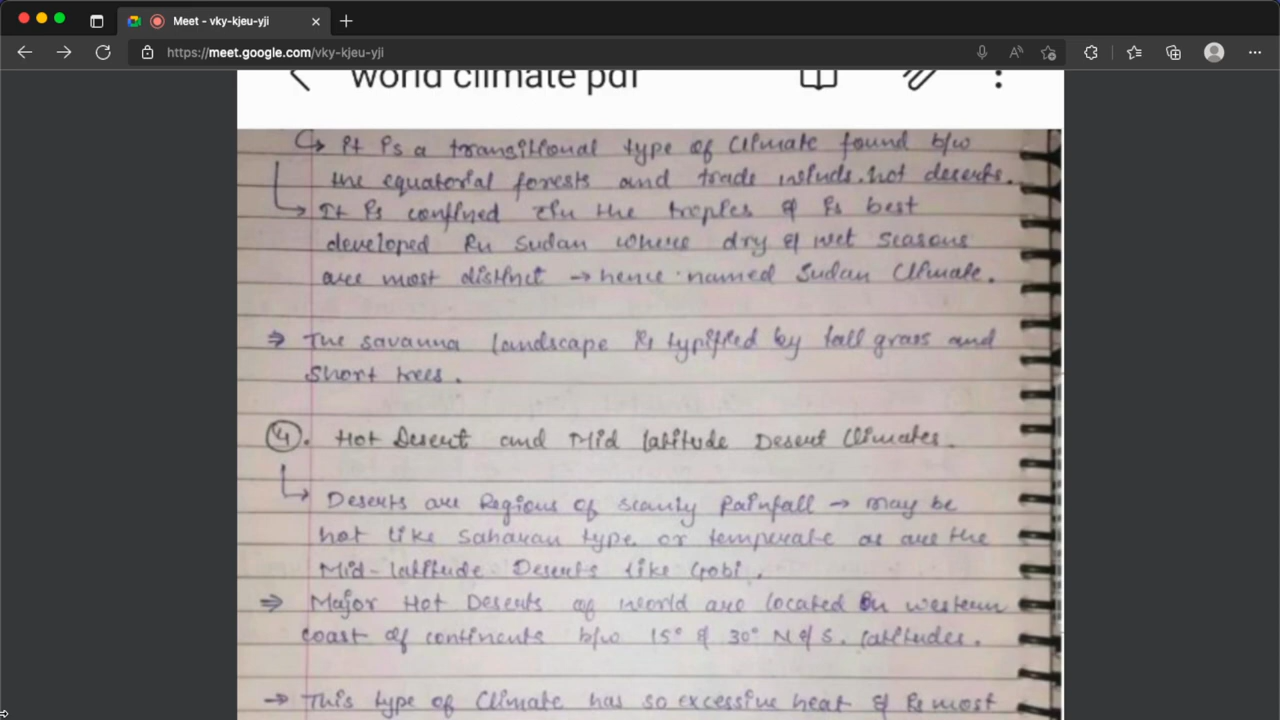 Meet - vky-kjeu-yji
https://meet.google.com/vky-kjeu-yji
world climate pdf
It is a transitional type of Climate found b/w
the equatorial forests and trade hot deserts.
It is confined the tropics & is best
developed in Sudan where dry & wet seasons
are most distinct → hence named Sudan Climate.
⇒ The savanna landscape is typified by tall grass and
short trees.
4. Hot Desert and Mid latitude Desert Climates.
Deserts are Regions of scanty Rainfall → may be
hot like Saharan type or temperate as are the
Mid-latitude Deserts like Gobi.
⇒ Major Hot Deserts of world are located on western
coast of continents b/w 15° & 30° N & S. latitudes.
→ This type of Climate has so excessive heat & is most